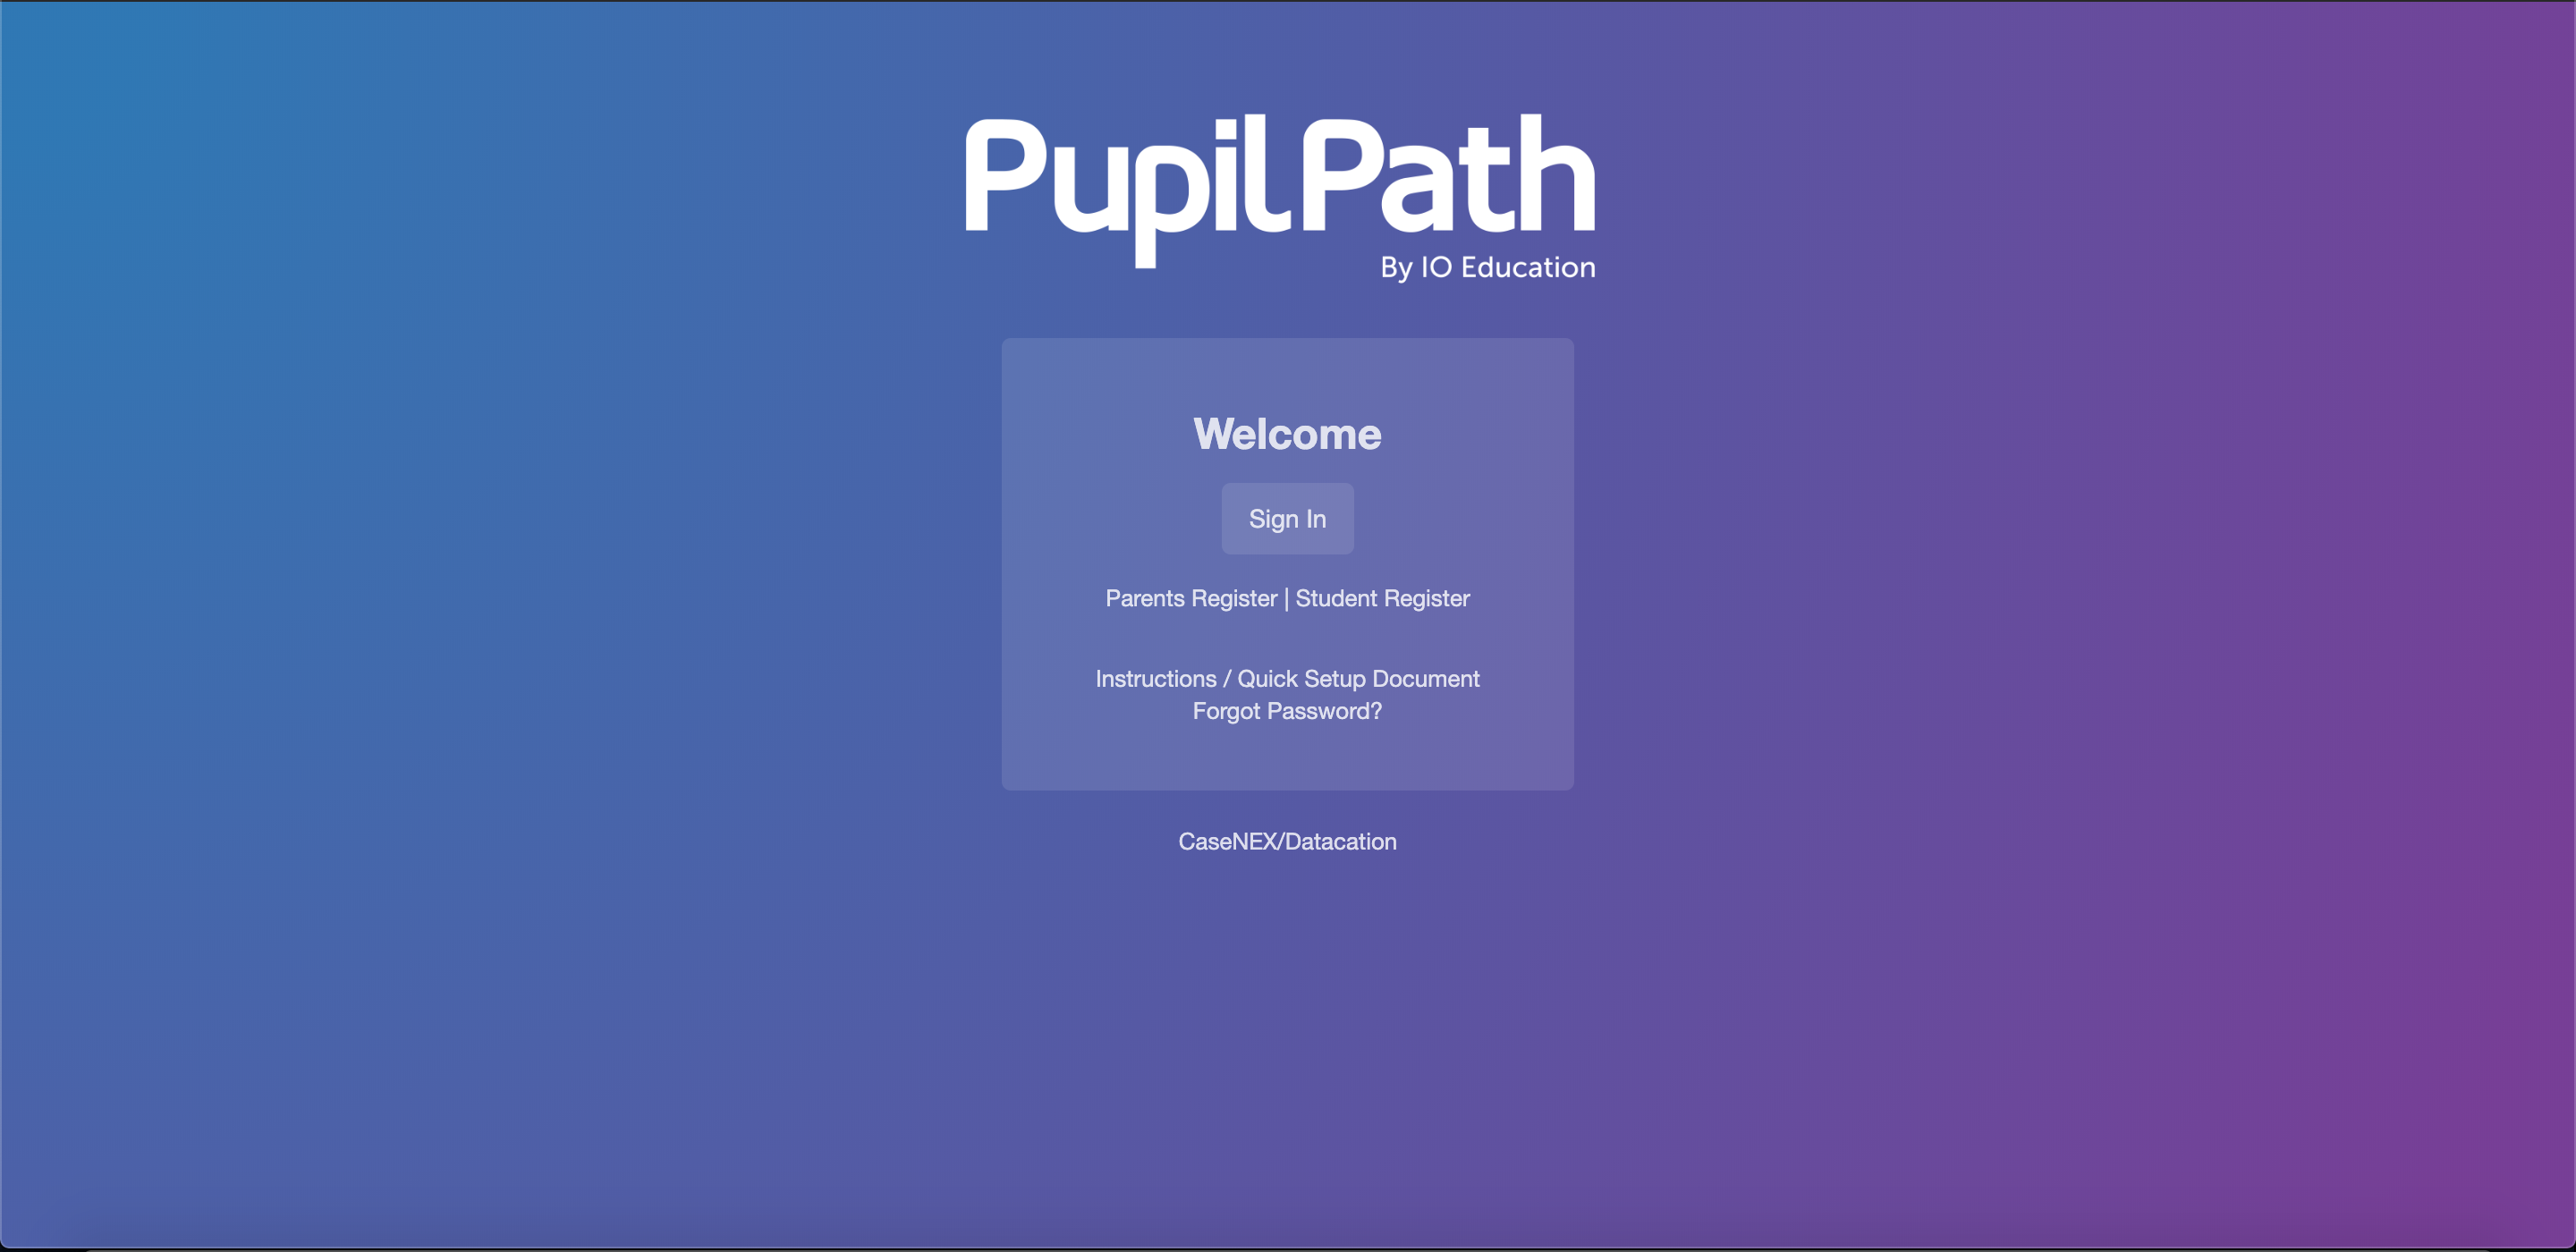 PupilPath
By IO Education
Welcome
Sign In
Parents Register | Student Register
Instructions / Quick Setup Document
Forgot Password?
CaseNEX/Datacation